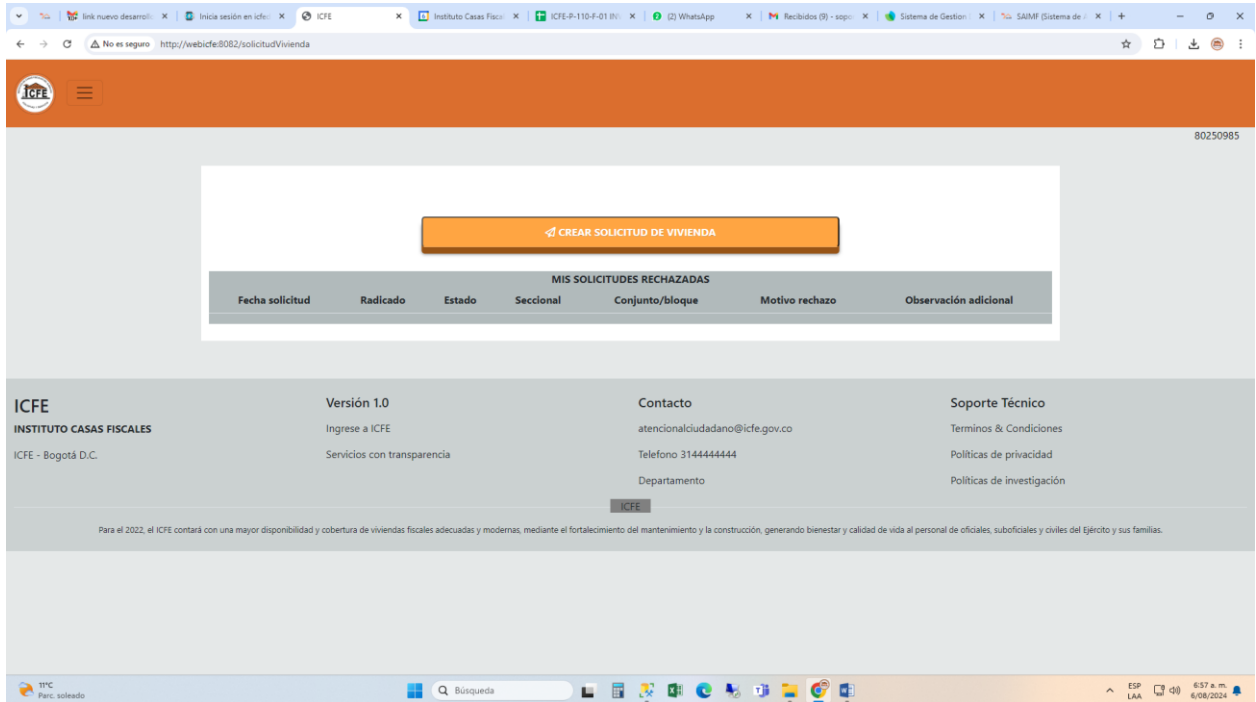 link nuevo desarroll
Inicia sesión en icfe
ICFE
Instituto Casas Fisca
ICFE-P-110-F-01 IN
(2) WhatsApp
Recibidos (9) - sop
Sistema de Gestion
SAIMF (Sistema de
No es seguro http://webicfe:8082/solicitudVivienda
ICFE
80250985
CREAR SOLICITUD DE VIVIENDA
MIS SOLICITUDES RECHAZADAS
Fecha solicitud Radicado Estado Seccional Conjunto/bloque Motivo rechazo Observación adicional
ICFE
INSTITUTO CASAS FISCALES
ICFE - Bogotá D.C.
Versión 1.0
Ingrese a ICFE
Servicios con transparencia
Contacto
atencionalciudadano@icfe.gov.co
Telefono 3144444444
Departamento
Soporte Técnico
Terminos & Condiciones
Políticas de privacidad
Políticas de investigación
ICFE
Para el 2022, el ICFE contará con una mayor disponibilidad y cobertura de viviendas fiscales adecuadas y modernas, mediante el fortalecimiento del mantenimiento y la construcción, generando bienestar y calidad de vida al personal de oficiales, suboficiales y civiles del Ejército y sus familias.
11°C
Parc. soleado
Búsqueda
ESP
LAA
6:57 a. m.
6/08/2024